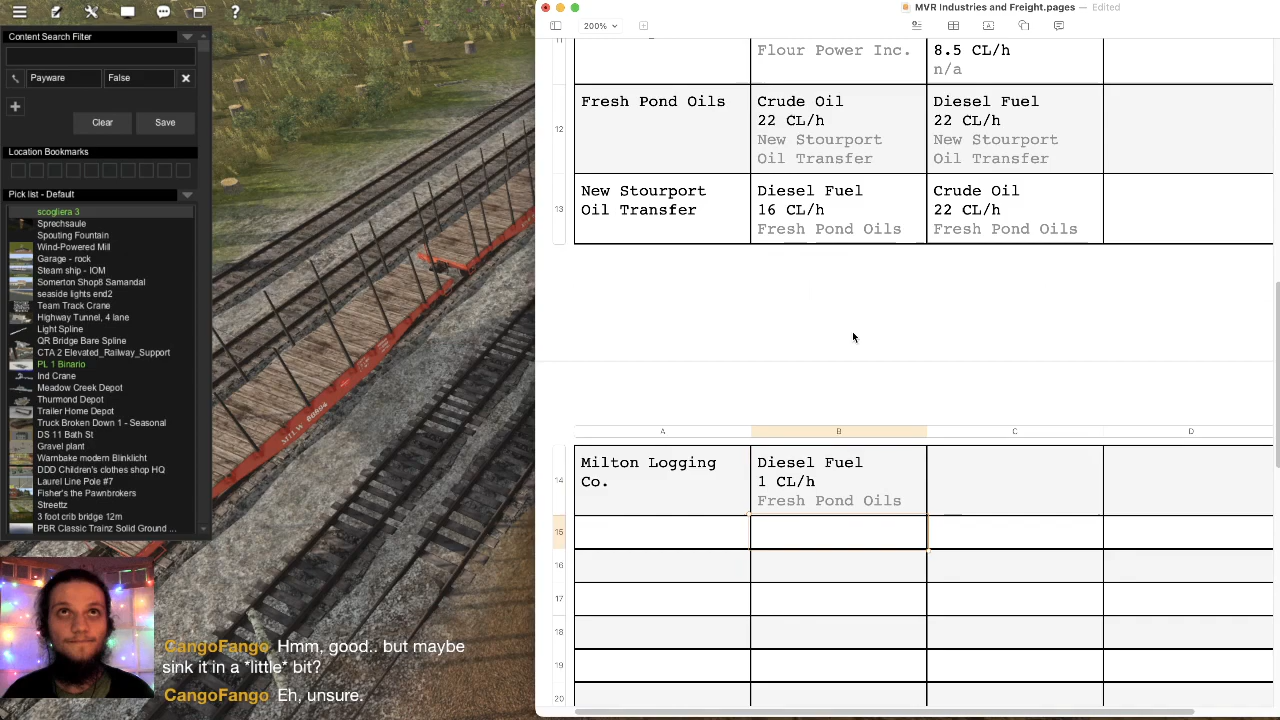 MVR Industries and Freight.pages — Edited
200%
Content Search Filter
Payware
False
Clear
Save
Location Bookmarks
Pick list - Default
scogliera 3
Sprechsaule
Spouting Fountain
Wind-Powered Mill
Garage - rock
Steam ship - IOM
Somerton Shop8 Samandal
seaside lights end2
Team Track Crane
Highway Tunnel, 4 lane
Light Spline
QR Bridge Bare Spline
CTA 2 Elevated_Railway_Support
PL 1 Binario
Ind Crane
Meadow Creek Depot
Thurmond Depot
Trailer Home Depot
Truck Broken Down 1 - Seasonal
DS 11 Bath St
Gravel plant
Warnbake modern Blinklicht
DDD Children's clothes shop HQ
Laurel Line Pole #7
Fisher's the Pawnbrokers
Streettz
3 foot crib bridge 12m
PBR Classic Trainz Solid Ground ...
MILW 80804
CangoFango Hmm, good.. but maybe
sink it in a *little* bit?
CangoFango Eh, unsure.
Flour Power Inc.
8.5 CL/h
n/a
12
Fresh Pond Oils
Crude Oil
22 CL/h
New Stourport
Oil Transfer
Diesel Fuel
22 CL/h
New Stourport
Oil Transfer
13
New Stourport
Oil Transfer
Diesel Fuel
16 CL/h
Fresh Pond Oils
Crude Oil
22 CL/h
Fresh Pond Oils
A
B
C
D
14
Milton Logging
Co.
Diesel Fuel
1 CL/h
Fresh Pond Oils
15
16
17
18
19
20